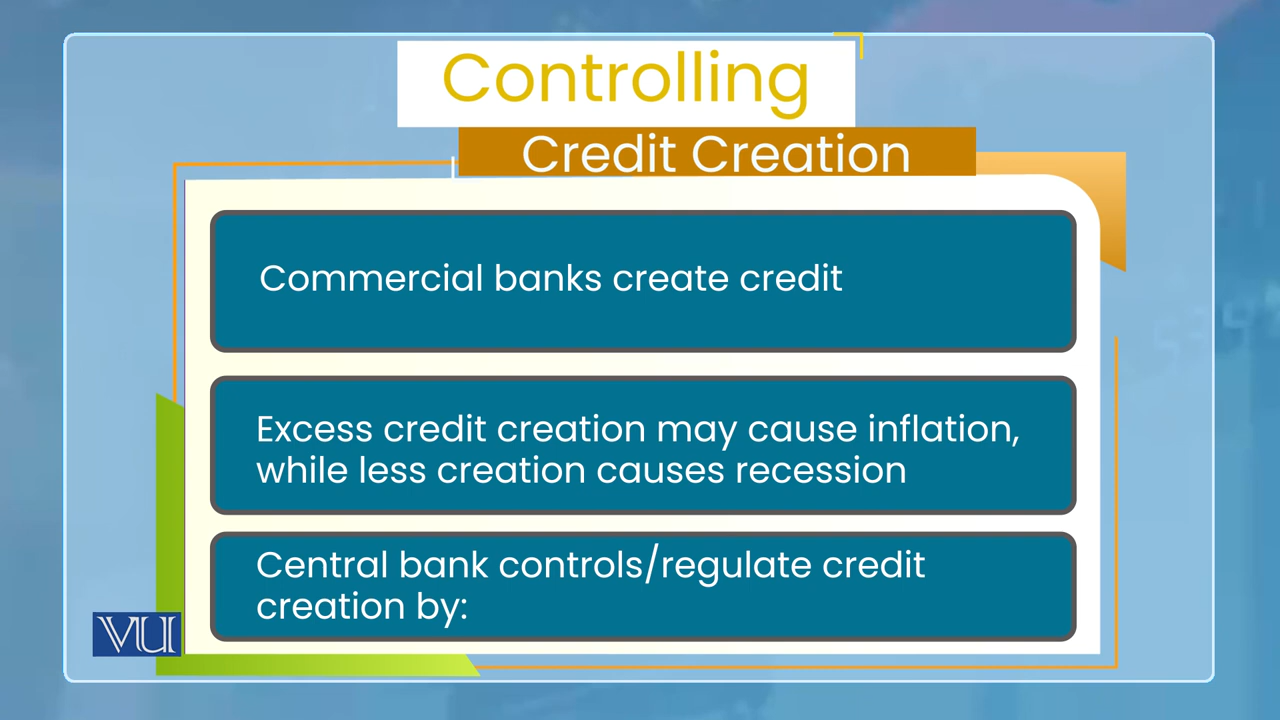 Controlling
Credit Creation
Commercial banks create credit
Excess credit creation may cause inflation,
while less creation causes recession
Central bank controls/regulate credit
creation by:
VU